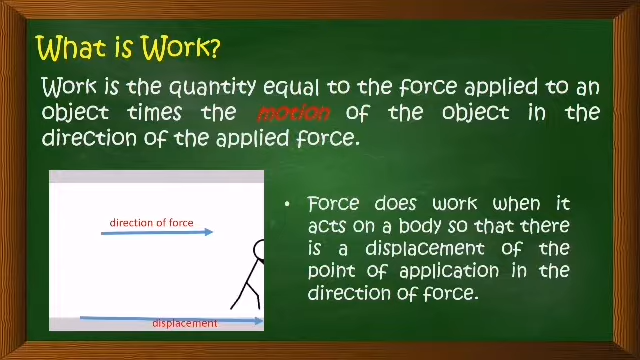 What is Work?
Work is the quantity equal to the force applied to an
object times the motion of the object in the
direction of the applied force.
direction of force
displacement
• Force does work when it
acts on a body so that there
is a displacement of the
point of application in the
direction of force.